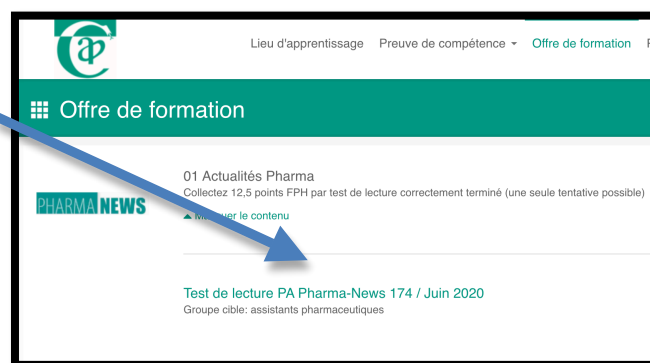 Lieu d'apprentissage Preuve de compétence Offre de formation
Offre de formation
01 Actualités Pharma
Collectez 12,5 points FPH par test de lecture correctement terminé (une seule tentative possible)
PHARMA NEWS
le contenu
Test de lecture PA Pharma-News 174 / Juin 2020
Groupe cible: assistants pharmaceutiques